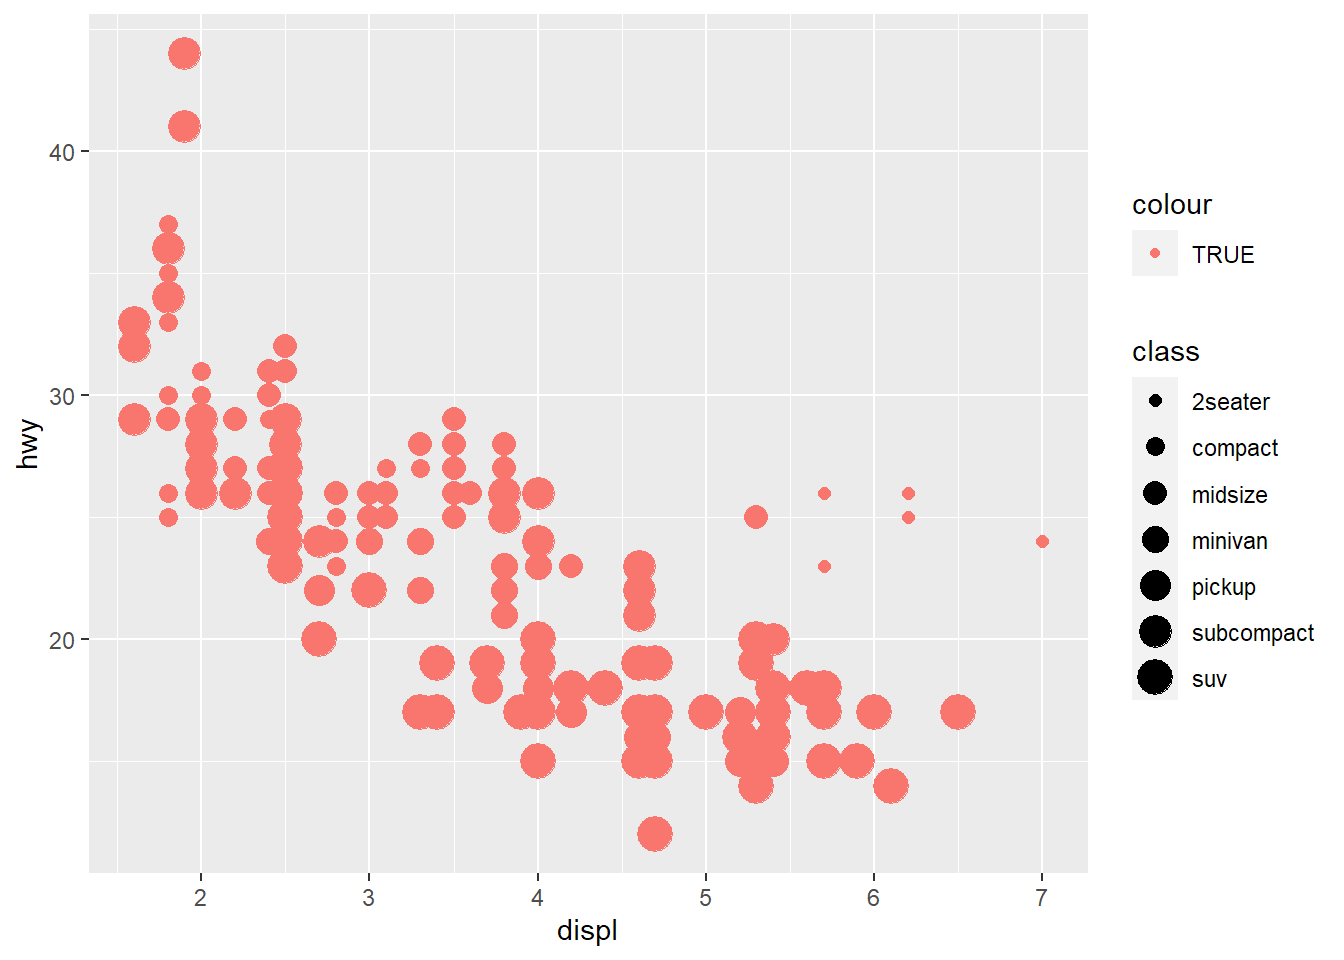 40
30
20
hwy
2 3 4 5 6 7
displ
colour
TRUE
class
2seater
compact
midsize
minivan
pickup
subcompact
suv